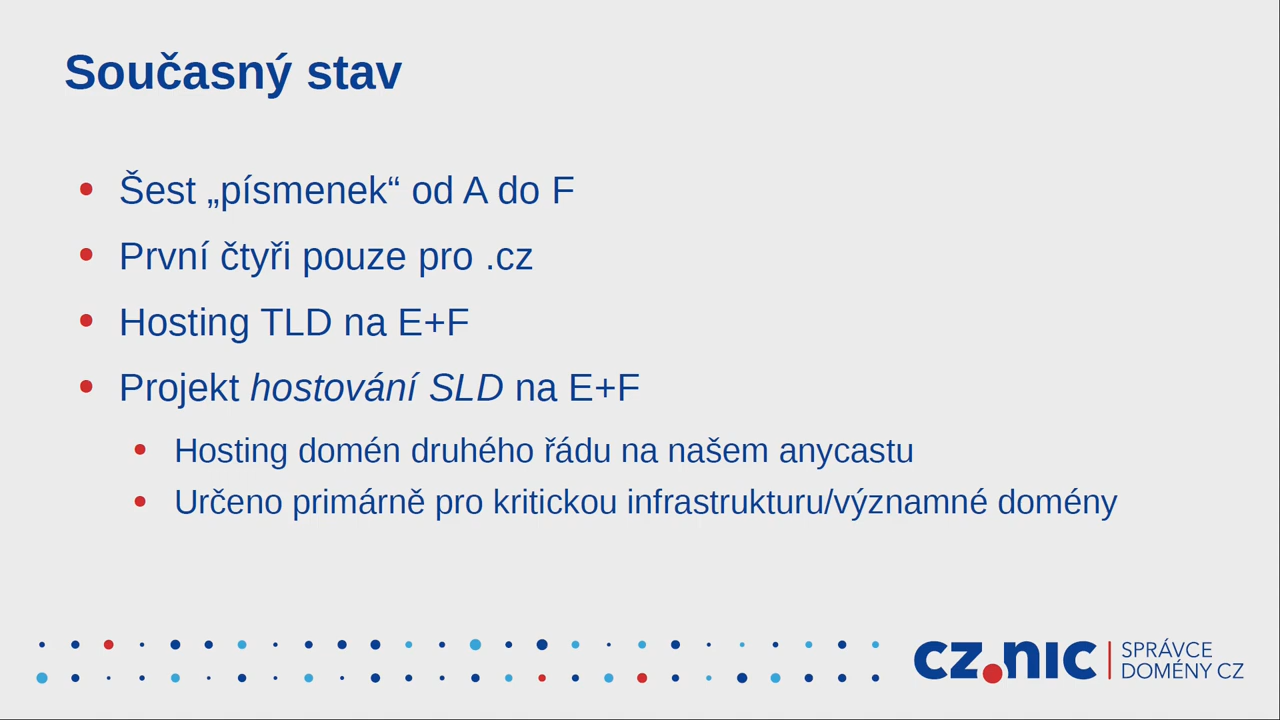 Současný stav
Šest „písmenek“ od A do F
První čtyři pouze pro .cz
Hosting TLD na E+F
Projekt hostování SLD na E+F
Hosting domén druhého řádu na našem anycastu
Určeno primárně pro kritickou infrastrukturu/významné domény
CZ.NIC
SPRÁVCE
DOMÉNY CZ